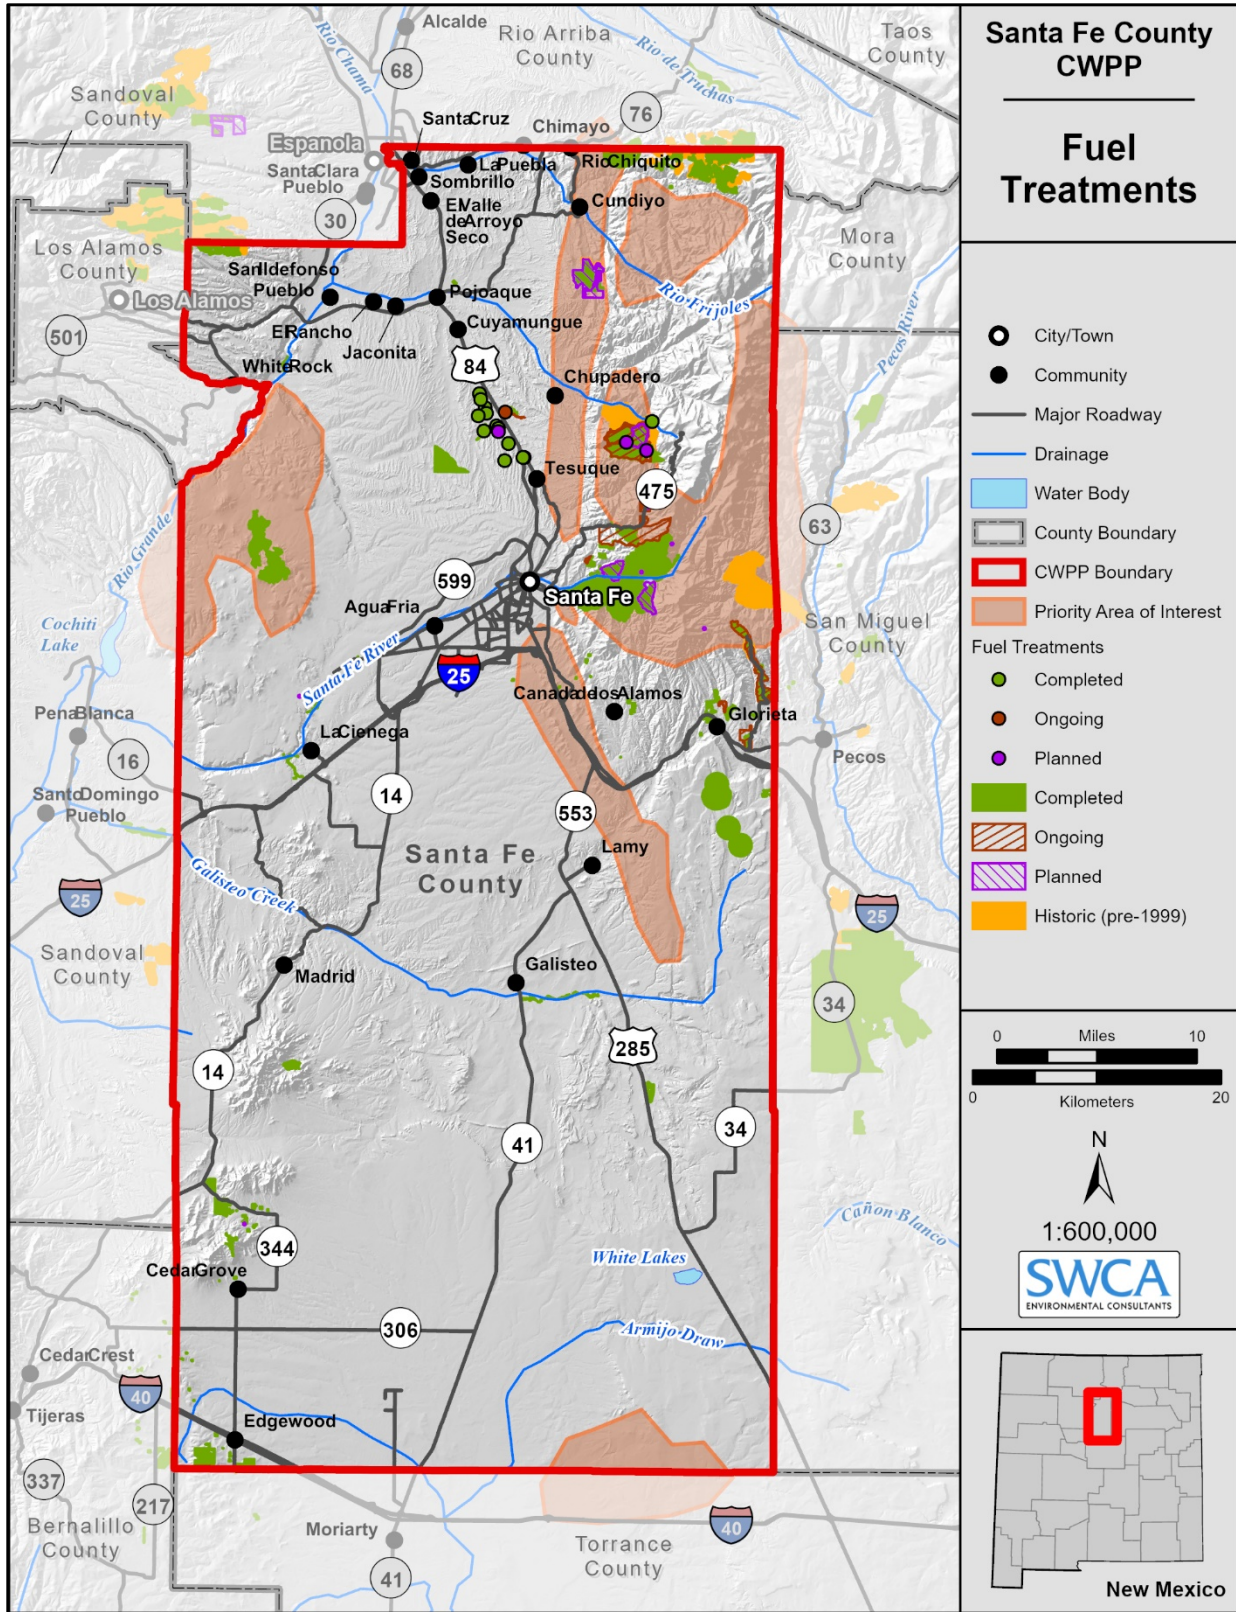 Santa Fe County
CWPP
Fuel
Treatments
City/Town
Community
Major Roadway
Drainage
Water Body
County Boundary
CWPP Boundary
Priority Area of Interest
Fuel Treatments
Completed
Ongoing
Planned
Completed
Ongoing
Planned
Historic (pre-1999)
0 Miles 10
0 Kilometers 20
N
1:600,000
SWCA
ENVIRONMENTAL CONSULTANTS
New Mexico
Alcalde
Rio Arriba
County
Taos
County
Rio Chama
68
Rio de Truchas
Sandoval
County
76
Santa Cruz
Chimayo
Espanola
La Puebla
Rio Chiquito
Santa Clara
Pueblo
Sombrillo
El Valle
de Arroyo
Seco
Cundiyo
30
Los Alamos
County
Mora
County
San Ildefonso
Pueblo
Los Alamos
Pojoaque
Rio Frijoles
Pecos River
501
El Rancho
Jaconita
Cuyamungue
White Rock
84
Chupadero
Tesuque
475
63
Rio Grande
599
Santa Fe
Agua Fria
Cochiti
Lake
San Miguel
County
Santa Fe River
25
Canada de los Alamos
Glorieta
Pena Blanca
La Cienega
Pecos
16
Santo Domingo
Pueblo
14
553
Santa Fe
County
Lamy
25
Galisteo Creek
25
Sandoval
County
Madrid
Galisteo
34
285
14
41
34
Cañon Blanco
344
White Lakes
Cedar Grove
306
Armijo Draw
Cedar Crest
40
Tijeras
Edgewood
337
217
Bernalillo
County
Moriarty
40
Torrance
County
41